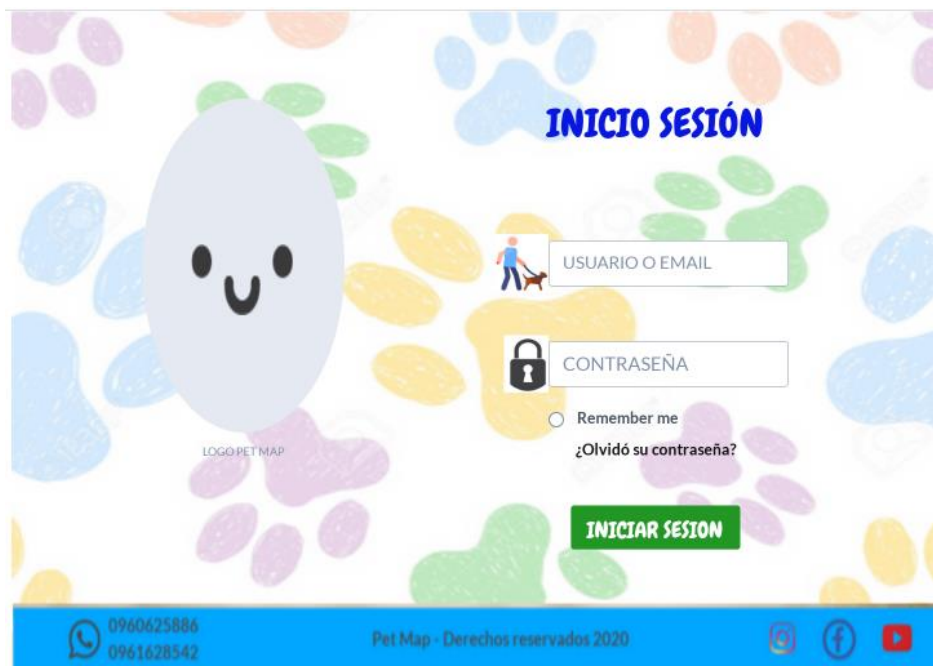 INICIO SESIÓN
USUARIO O EMAIL
CONTRASEÑA
Remember me
¿Olvidó su contraseña?
LOGO PET MAP
INICIAR SESION
0960625886
0961628542
Pet Map - Derechos reservados 2020